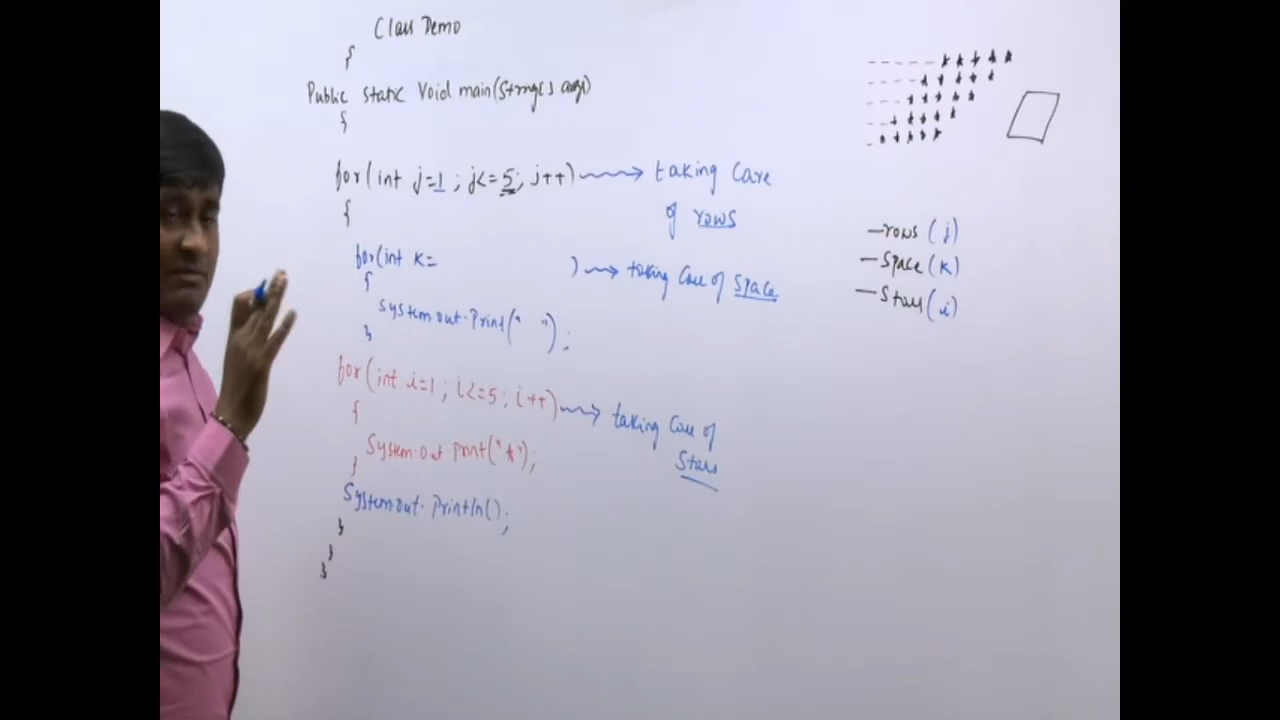 Class Demo
{
Public static Void main(String[] args)
{
for(int j=1; j<=5; j++) taking Care
of rows
{
for(int k= ) taking Care of Space
{
System.out.Print(" ");
}
for(int i=1; i<=5; i++) taking Care of
Stars
{
System.out print("*");
}
System.out.Println();
}
}
}
- - - - - - * * * * *
- - - - - * * * * *
- - - - * * * * *
- - - * * * * *
- * * * * *
—rows (j)
—Space (k)
—Stars (i)